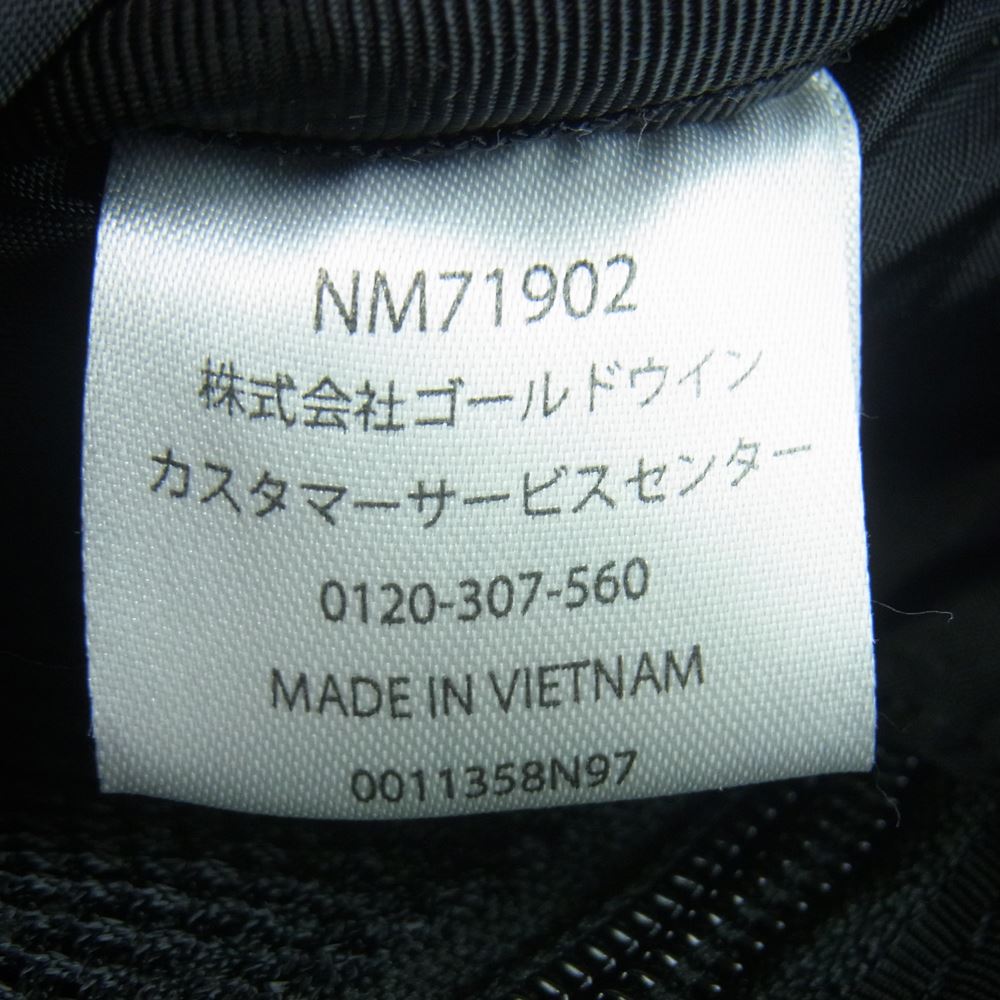 NM71902
株式会社ゴールドウイン
カスタマーサービスセンター
0120-307-560
MADE IN VIETNAM
0011358N97